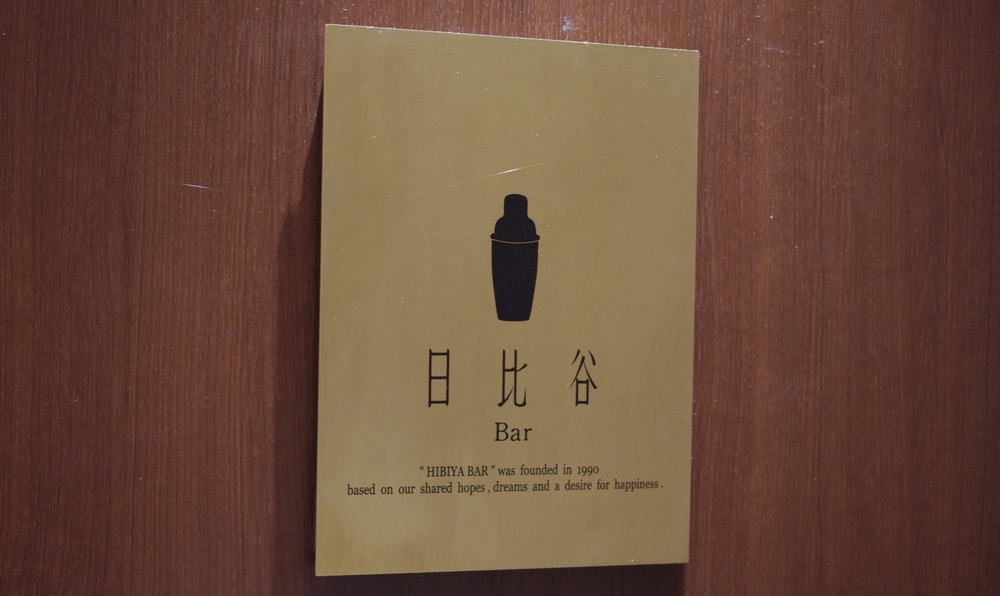 日比谷
Bar
"HIBIYA BAR" was founded in 1990
based on our shared hopes, dreams and a desire for happiness.